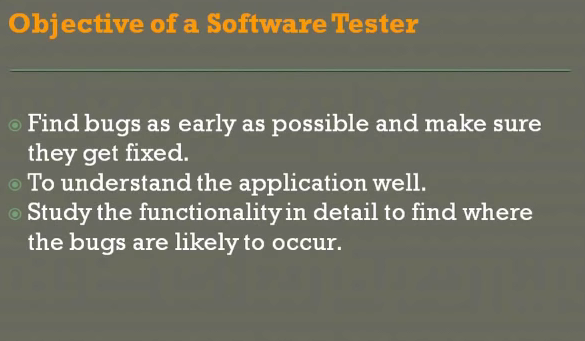 Objective of a Software Tester
Find bugs as early as possible and make sure
they get fixed.
To understand the application well.
Study the functionality in detail to find where
the bugs are likely to occur.